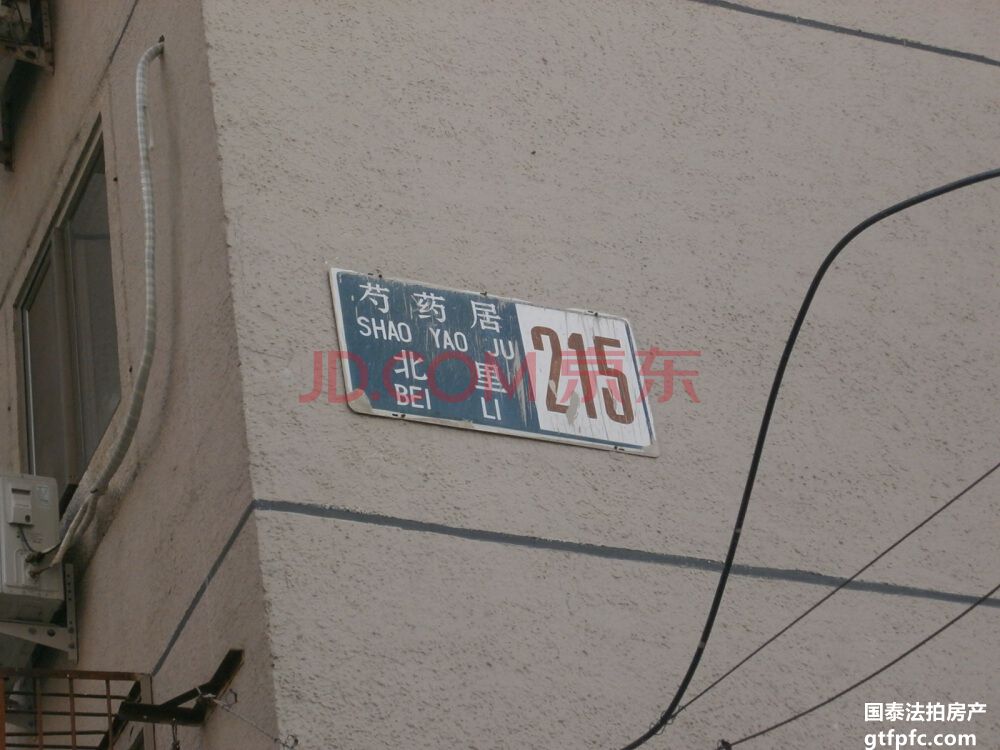 芍药居
SHAO YAO JU
北里
BEI LI
215
JD.COM 京东
国泰法拍房产
gtfpfc.com